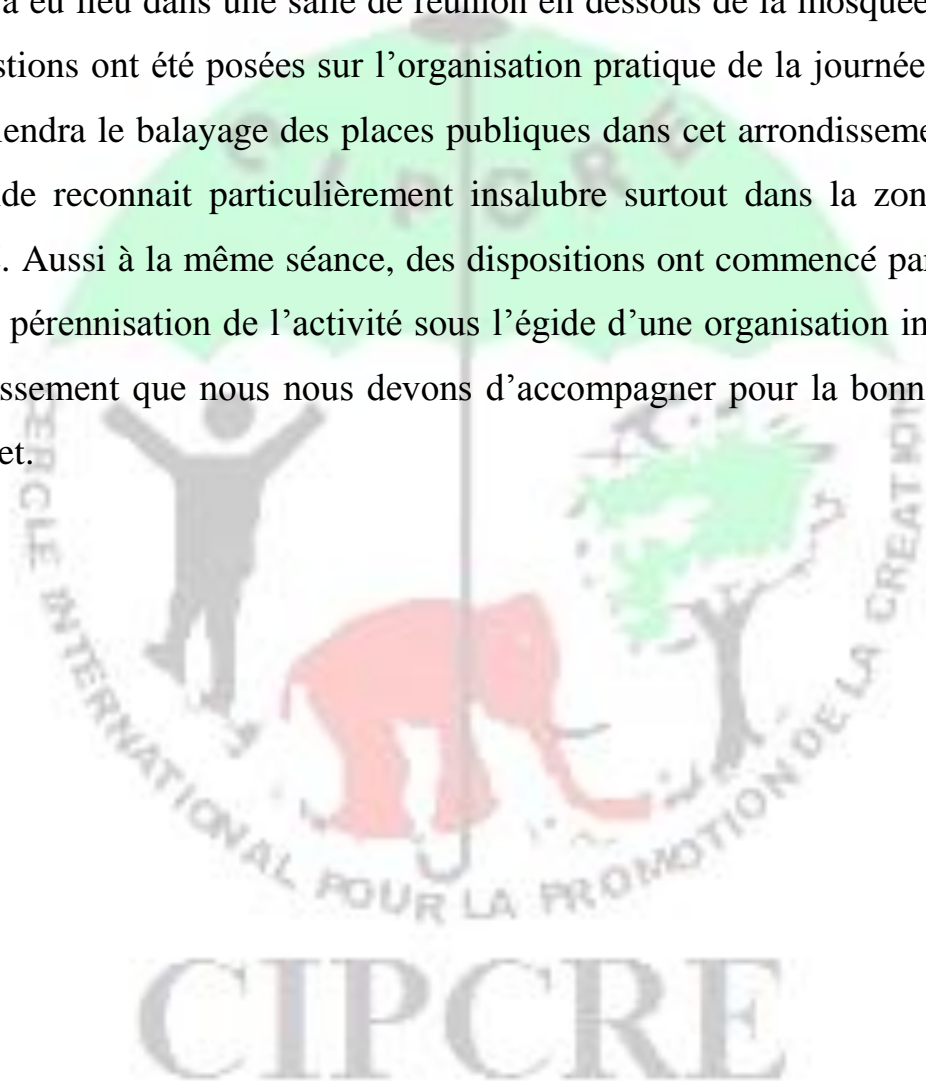 a eu lieu dans une salle de réunion en dessous de la mosquée
stions ont été posées sur l’organisation pratique de la journée
iendra le balayage des places publiques dans cet arrondisseme
de reconnait particulièrement insalubre surtout dans la zon
. Aussi à la même séance, des dispositions ont commencé par
pérennisation de l’activité sous l’égide d’une organisation in
ssement que nous nous devons d’accompagner pour la bonn
et.
CIPCRE
CERCLE INTERNATIONAL POUR LA PROMOTION DE LA CREATION
CIPCRE